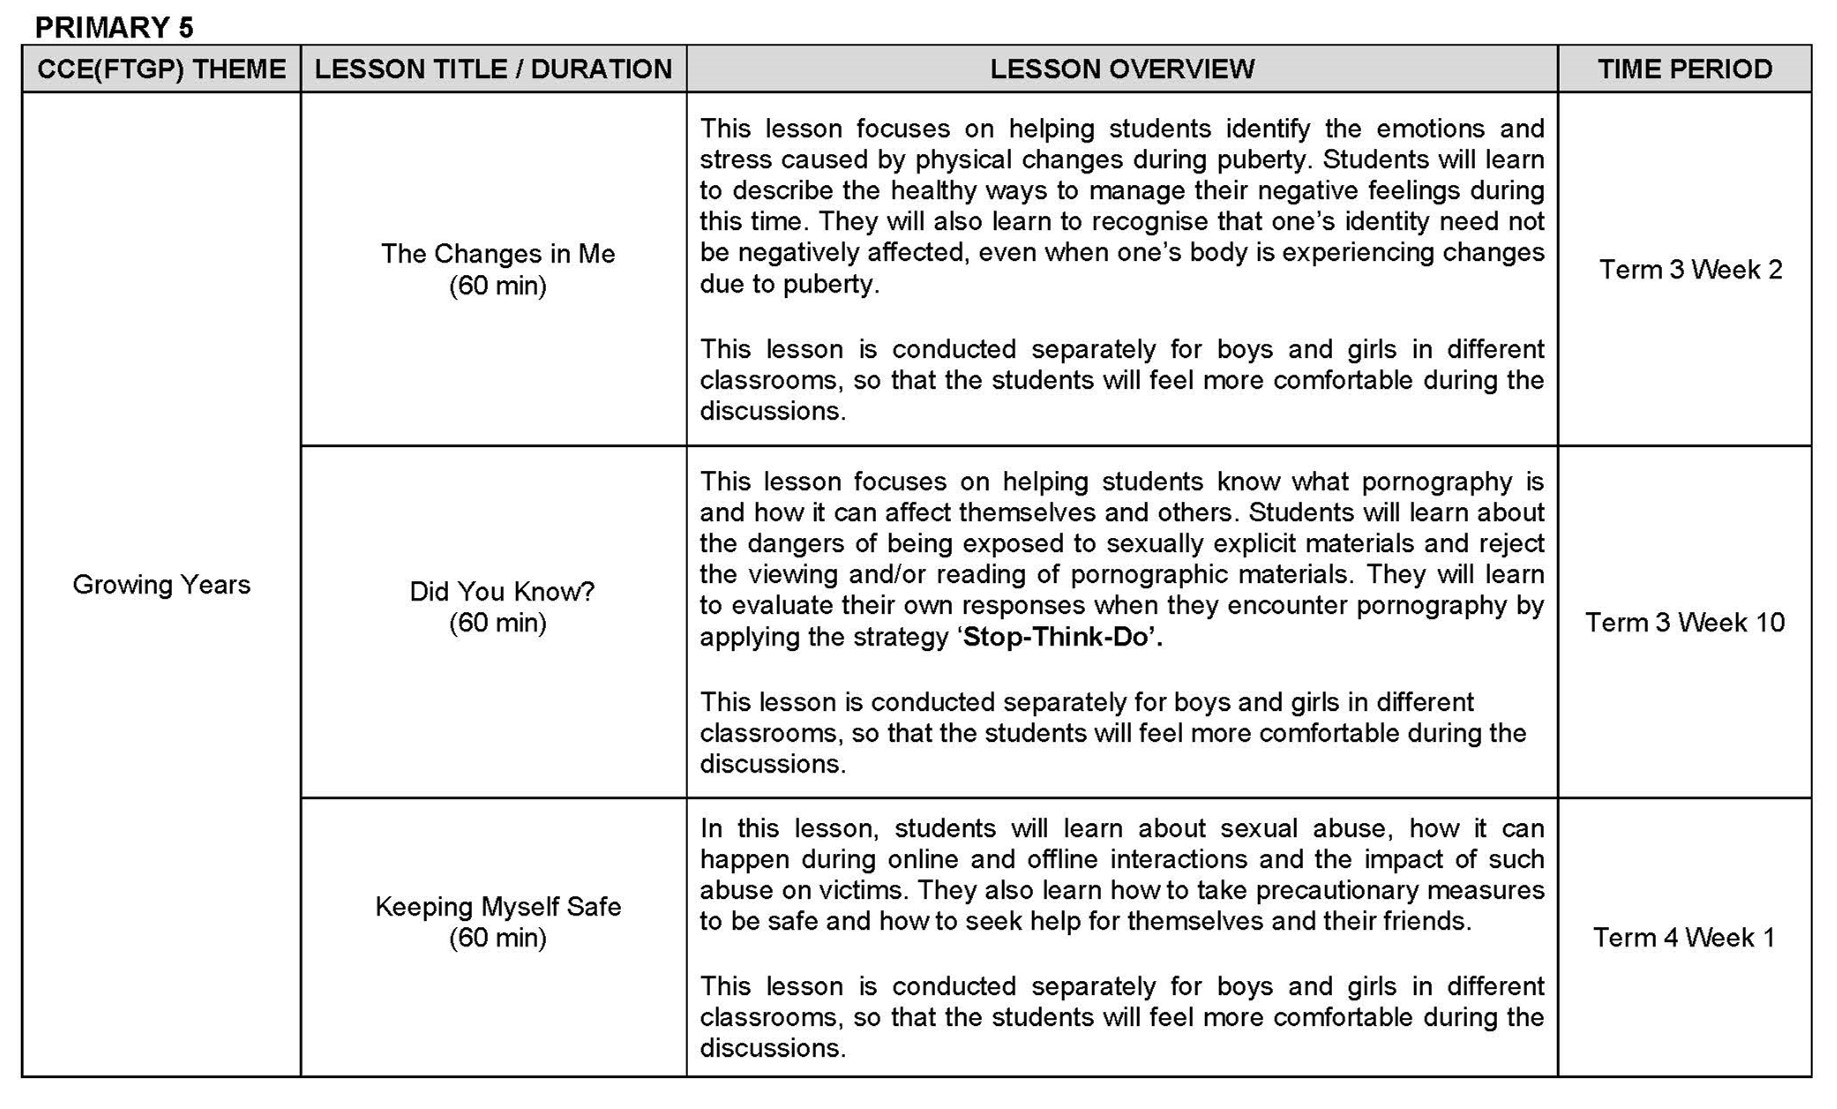 PRIMARY 5
CCE(FTGP) THEME
LESSON TITLE / DURATION
LESSON OVERVIEW
TIME PERIOD
Growing Years
The Changes in Me
(60 min)
This lesson focuses on helping students identify the emotions and
stress caused by physical changes during puberty. Students will learn
to describe the healthy ways to manage their negative feelings during
this time. They will also learn to recognise that one’s identity need not
be negatively affected, even when one’s body is experiencing changes
due to puberty.
This lesson is conducted separately for boys and girls in different
classrooms, so that the students will feel more comfortable during the
discussions.
Term 3 Week 2
Did You Know?
(60 min)
This lesson focuses on helping students know what pornography is
and how it can affect themselves and others. Students will learn about
the dangers of being exposed to sexually explicit materials and reject
the viewing and/or reading of pornographic materials. They will learn
to evaluate their own responses when they encounter pornography by
applying the strategy ‘Stop-Think-Do’.
This lesson is conducted separately for boys and girls in different
classrooms, so that the students will feel more comfortable during the
discussions.
Term 3 Week 10
Keeping Myself Safe
(60 min)
In this lesson, students will learn about sexual abuse, how it can
happen during online and offline interactions and the impact of such
abuse on victims. They also learn how to take precautionary measures
to be safe and how to seek help for themselves and their friends.
This lesson is conducted separately for boys and girls in different
classrooms, so that the students will feel more comfortable during the
discussions.
Term 4 Week 1